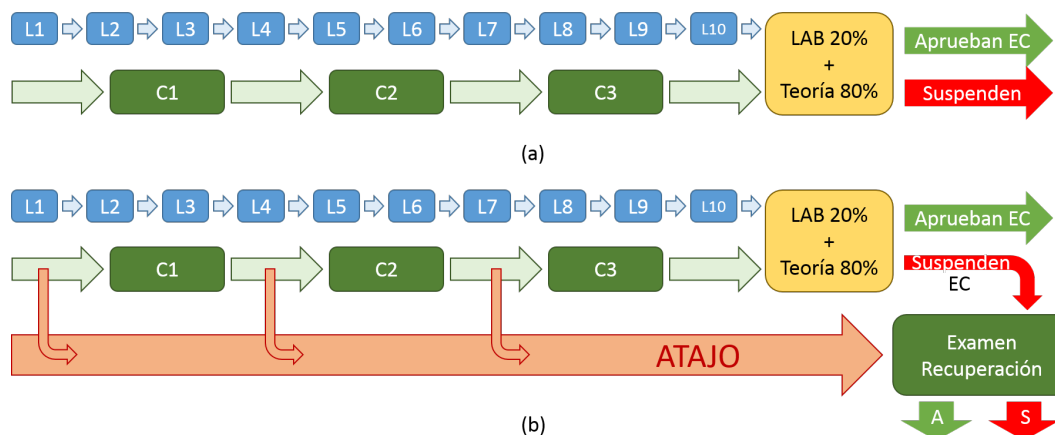 L1 L2 L3 L4 L5 L6 L7 L8 L9 L10
LAB 20%
+
Teoría 80%
Aprueban EC
C1 C2 C3
Suspenden
(a)
L1 L2 L3 L4 L5 L6 L7 L8 L9 L10
LAB 20%
+
Teoría 80%
Aprueban EC
C1 C2 C3
Suspenden
EC
ATAJO
Examen
Recuperación
A S
(b)